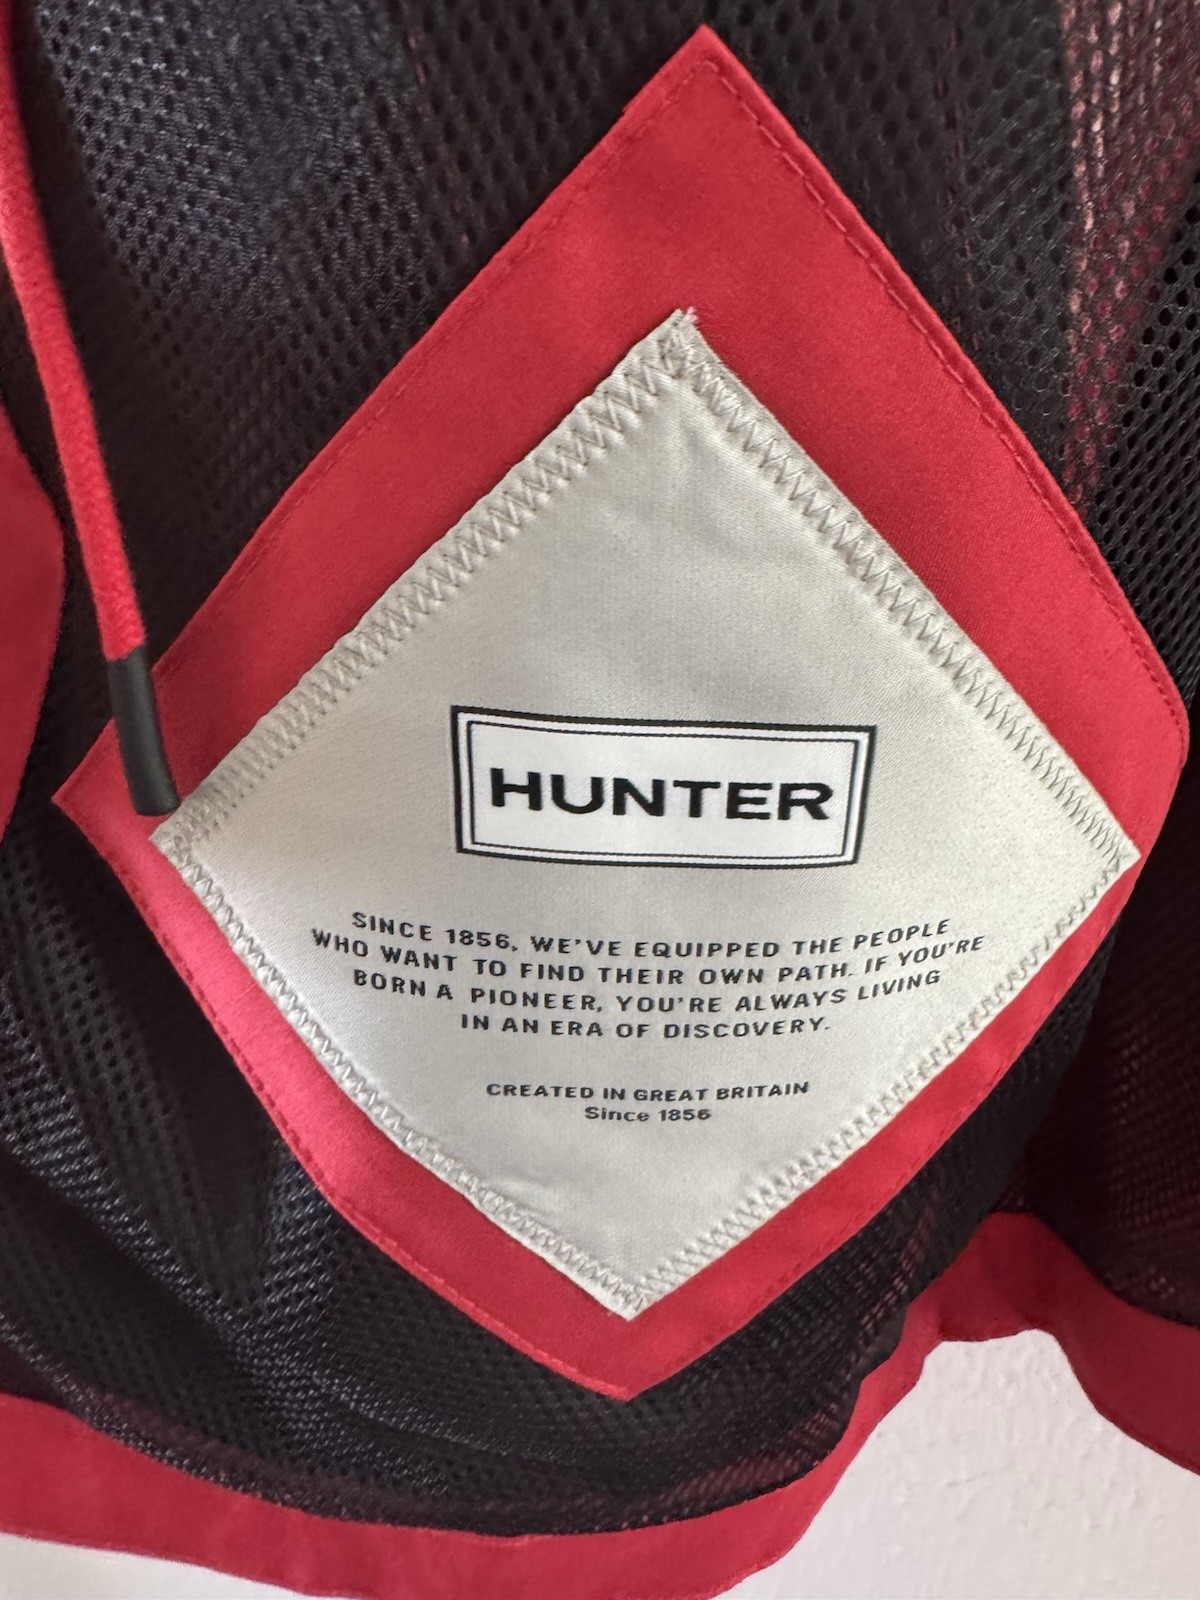 HUNTER
SINCE 1856, WE'VE EQUIPPED THE PEOPLE
WHO WANT TO FIND THEIR OWN PATH. IF YOU'RE
BORN A PIONEER, YOU'RE ALWAYS LIVING
IN AN ERA OF DISCOVERY.
CREATED IN GREAT BRITAIN
Since 1856